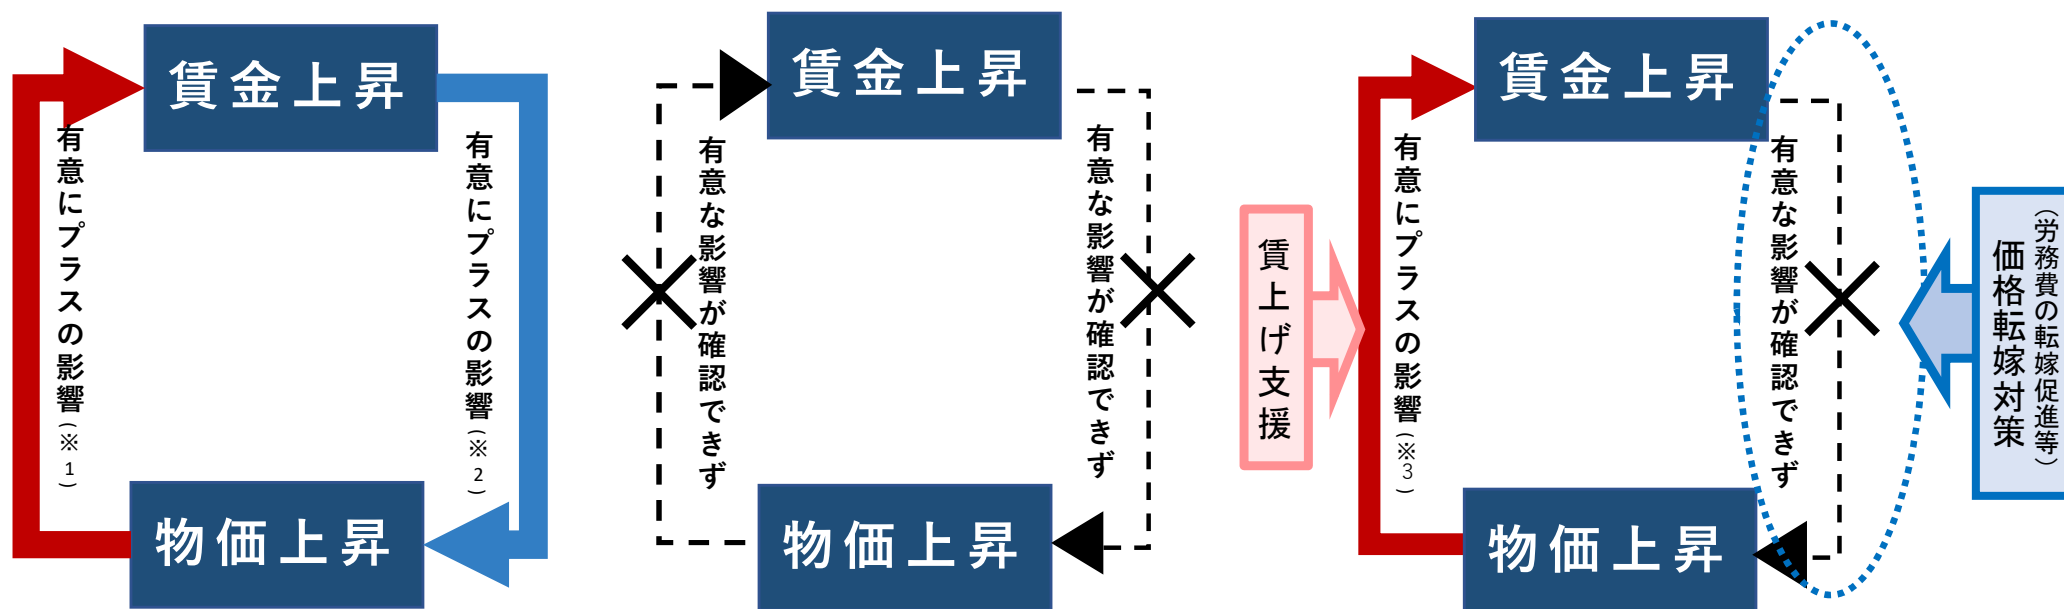 賃金上昇
有意にプラスの影響(※1)
有意にプラスの影響(※2)
物価上昇
賃金上昇
有意な影響が確認できず
有意な影響が確認できず
物価上昇
賃上げ支援
賃金上昇
有意にプラスの影響(※3)
有意な影響が確認できず
物価上昇
価格転嫁対策
(労務費の転嫁促進等)